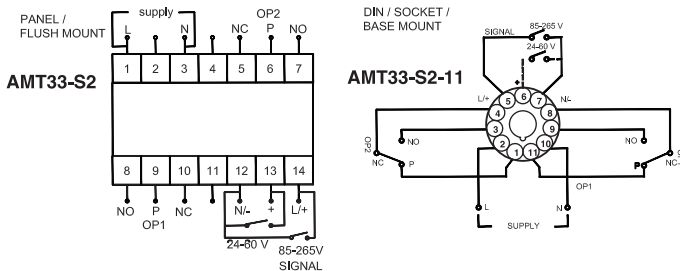 PANEL /
FLUSH MOUNT
supply
L
N
OP2
NC
P
NO
AMT33-S2
1 2 3 4 5 6 7
8 9 10 11 12 13 14
NO
P
NC
OP1
N/-
+
L/+
24-60 V
85-265V
SIGNAL
DIN / SOCKET /
BASE MOUNT
SIGNAL
85-265 V
24-60 V
AMT33-S2-11
+
L/+
N/-
5 6 7
4 8
3 9
2 10
1 11
OP2
NO
NC
P
NO
P
NC
OP1
L
N
SUPPLY